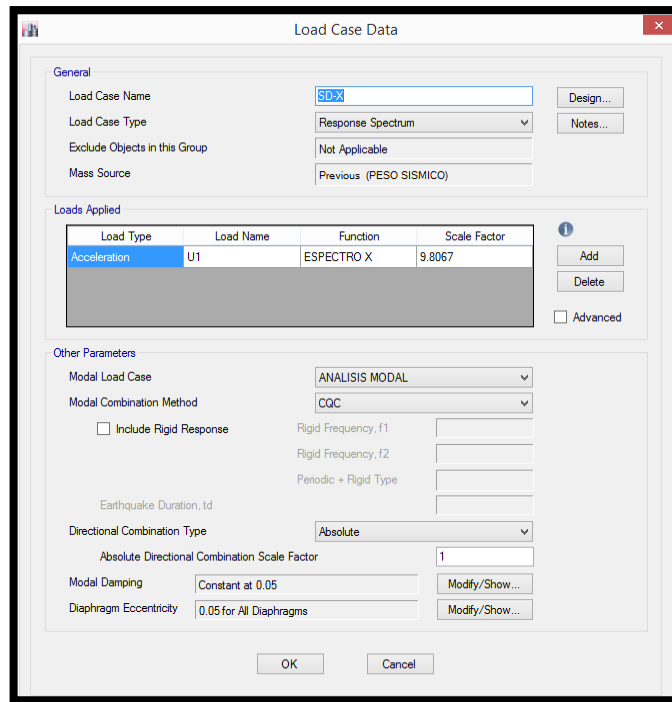 Load Case Data
General
Load Case Name SD-X Design...
Load Case Type Response Spectrum Notes...
Exclude Objects in this Group Not Applicable
Mass Source Previous (PESO SISMICO)
Loads Applied
Load Type Load Name Function Scale Factor
Acceleration U1 ESPECTRO X 9.8067
Add
Delete
Advanced
Other Parameters
Modal Load Case ANALISIS MODAL
Modal Combination Method CQC
Include Rigid Response Rigid Frequency, f1
Rigid Frequency, f2
Periodic + Rigid Type
Earthquake Duration, td
Directional Combination Type Absolute
Absolute Directional Combination Scale Factor 1
Modal Damping Constant at 0.05 Modify/Show...
Diaphragm Eccentricity 0.05 for All Diaphragms Modify/Show...
OK Cancel